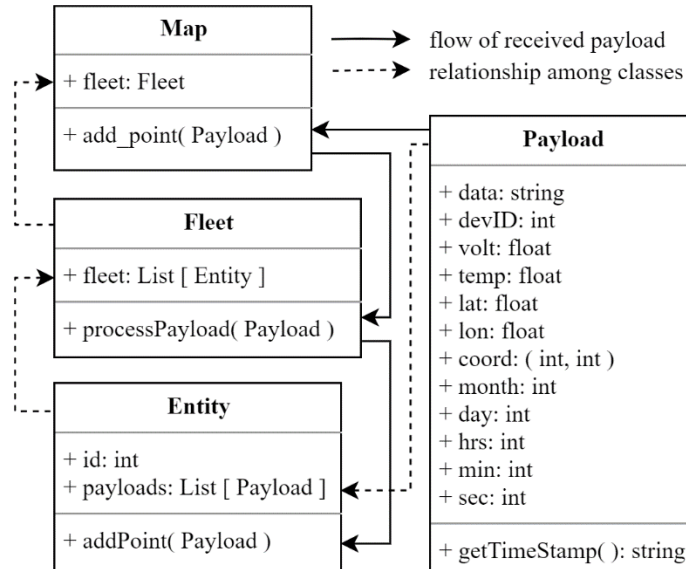 Map
+ fleet: Fleet
+ add_point( Payload )
flow of received payload
relationship among classes
Fleet
+ fleet: List [ Entity ]
+ processPayload( Payload )
Entity
+ id: int
+ payloads: List [ Payload ]
+ addPoint( Payload )
Payload
+ data: string
+ devID: int
+ volt: float
+ temp: float
+ lat: float
+ lon: float
+ coord: ( int, int )
+ month: int
+ day: int
+ hrs: int
+ min: int
+ sec: int
+ getTimeStamp( ): string